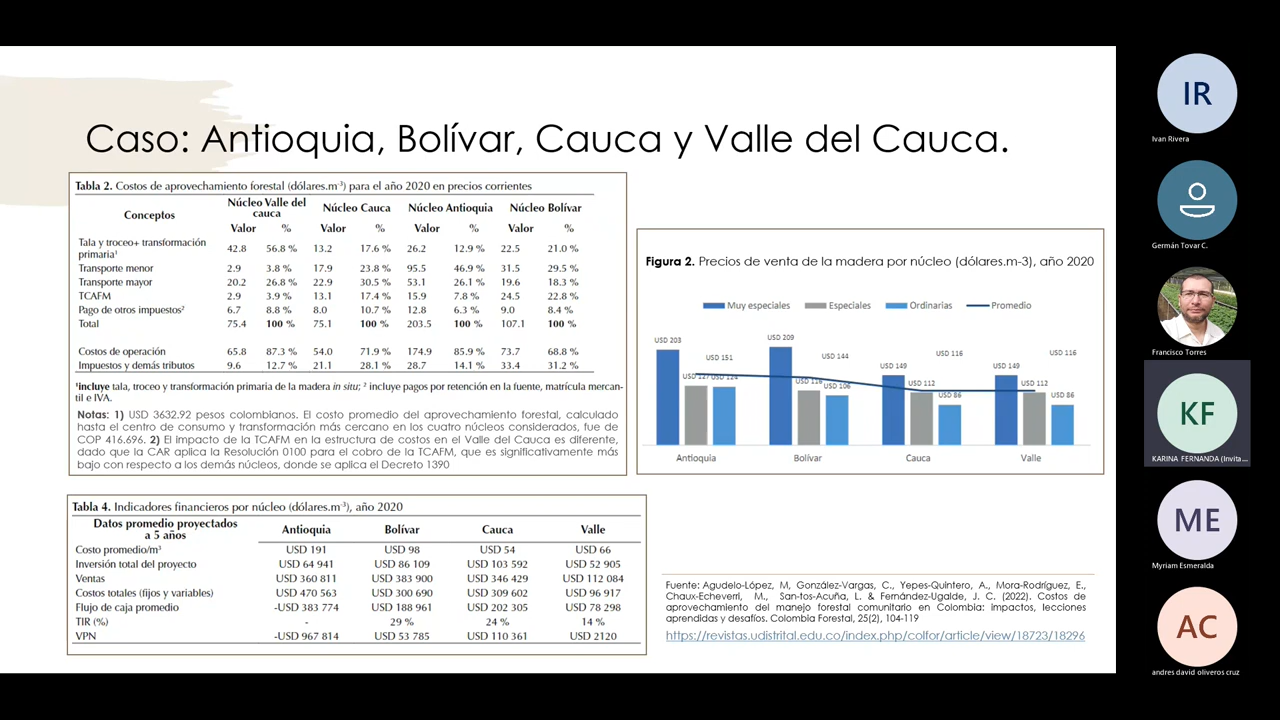 Caso: Antioquia, Bolívar, Cauca y Valle del Cauca.
Tabla 2. Costos de aprovechamiento forestal (dólares.m-3) para el año 2020 en precios corrientes
Conceptos Núcleo Valle del cauca Núcleo Cauca Núcleo Antioquia Núcleo Bolívar
Valor % Valor % Valor % Valor %
Tala y troceo+ transformación primaria¹ 42.8 56.8 % 13.2 17.6 % 26.2 12.9 % 22.5 21.0 %
Transporte menor 2.9 3.8 % 17.9 23.8 % 95.5 46.9 % 31.5 29.5 %
Transporte mayor 20.2 26.8 % 22.9 30.5 % 53.1 26.1 % 19.6 18.3 %
TCAFM 2.9 3.9 % 13.1 17.4 % 15.9 7.8 % 24.5 22.8 %
Pago de otros impuestos² 6.7 8.8 % 8.0 10.7 % 12.8 6.3 % 9.0 8.4 %
Total 75.4 100 % 75.1 100 % 203.5 100 % 107.1 100 %
Costos de operación 65.8 87.3 % 54.0 71.9 % 174.9 85.9 % 73.7 68.8 %
Impuestos y demás tributos 9.6 12.7 % 21.1 28.1 % 28.7 14.1 % 33.4 31.2 %
¹incluye tala, troceo y transformación primaria de la madera in situ; ² incluye pagos por retención en la fuente, matrícula mercan-
til e IVA.
Notas: 1) USD 3632.92 pesos colombianos. El costo promedio del aprovechamiento forestal, calculado
hasta el centro de consumo y transformación más cercano en los cuatro núcleos considerados, fue de
COP 416.696. 2) El impacto de la TCAFM en la estructura de costos en el Valle del Cauca es diferente,
dado que la CAR aplica la Resolución 0100 para el cobro de la TCAFM, que es significativamente más
bajo con respecto a los demás núcleos, donde se aplica el Decreto 1390
Figura 2. Precios de venta de la madera por núcleo (dólares.m-3), año 2020
Muy especiales Especiales Ordinarias Promedio
USD 203 USD 151 USD 127 USD 124
USD 209 USD 144 USD 116 USD 106
USD 149 USD 116 USD 112 USD 86
USD 149 USD 116 USD 112 USD 86
Antioquia Bolívar Cauca Valle
Tabla 4. Indicadores financieros por núcleo (dólares.m-3), año 2020
Datos promedio proyectados a 5 años Antioquia Bolívar Cauca Valle
Costo promedio/m³ USD 191 USD 98 USD 54 USD 66
Inversión total del proyecto USD 64 941 USD 86 109 USD 103 592 USD 52 905
Ventas USD 360 811 USD 383 900 USD 346 429 USD 112 084
Costos totales (fijos y variables) USD 470 563 USD 300 690 USD 309 602 USD 96 917
Flujo de caja promedio -USD 383 774 USD 188 961 USD 202 305 USD 78 298
TIR (%) - 29 % 24 % 14 %
VPN -USD 967 814 USD 53 785 USD 110 361 USD 2120
Fuente: Agudelo-López, M, González-Vargas, C., Yepes-Quintero, A., Mora-Rodríguez, E.,
Chaux-Echeverri, M., San-tos-Acuña, L. & Fernández-Ugalde, J. C. (2022). Costos de
aprovechamiento del manejo forestal comunitario en Colombia: impactos, lecciones
aprendidas y desafíos. Colombia Forestal, 25(2), 104-119
https://revistas.udistrital.edu.co/index.php/colfor/article/view/18723/18296
IR
Ivan Rivera
Germán Tovar C.
Francisco Torres
KF
KARINA FERNANDA (Invita...
ME
Myriam Esmeralda
AC
andres david oliveros cruz